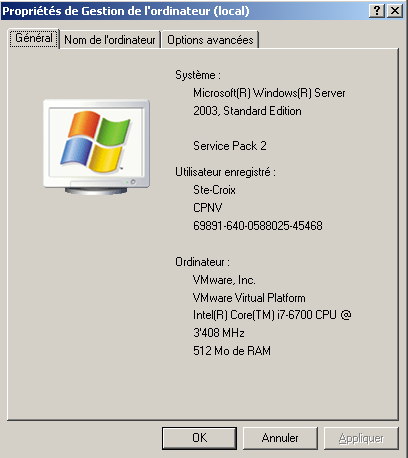 Propriétés de Gestion de l'ordinateur (local)
Général Nom de l'ordinateur Options avancées
Système :
Microsoft(R) Windows(R) Server
2003, Standard Edition
Service Pack 2
Utilisateur enregistré :
Ste-Croix
CPNV
69891-640-0588025-45468
Ordinateur :
VMware, Inc.
VMware Virtual Platform
Intel(R) Core(TM) i7-6700 CPU @
3'408 MHz
512 Mo de RAM
OK Annuler Appliquer